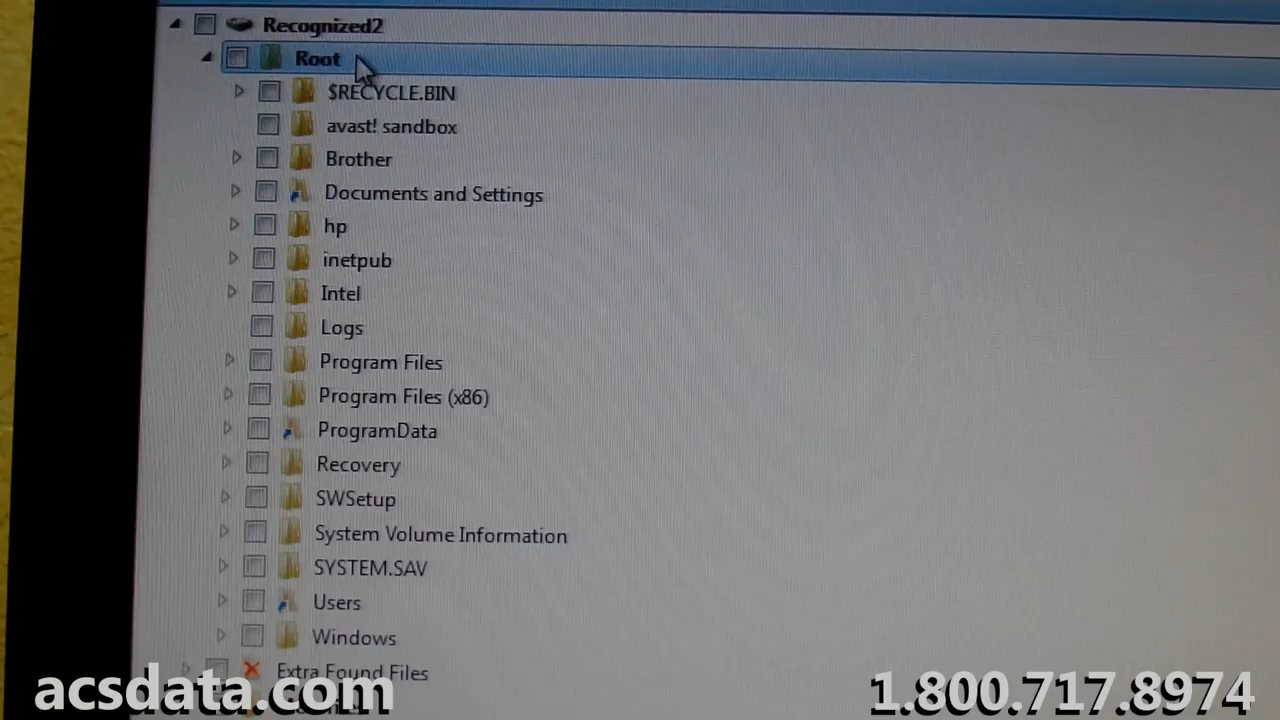 Recognized2
Root
$RECYCLE.BIN
avast! sandbox
Brother
Documents and Settings
hp
inetpub
Intel
Logs
Program Files
Program Files (x86)
ProgramData
Recovery
SWSetup
System Volume Information
SYSTEM.SAV
Users
Windows
Extra Found Files
acsdata.com
1.800.717.8974